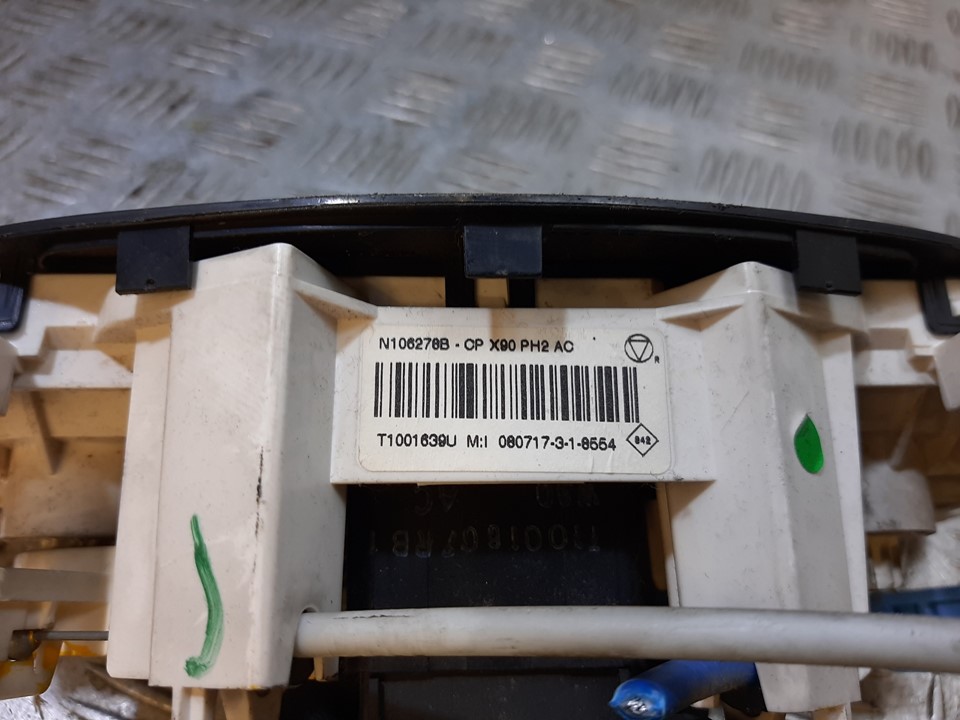 N106276B - CP X90 PH2 AC
R
T1001639U M:I 080717-3-1-8554
942